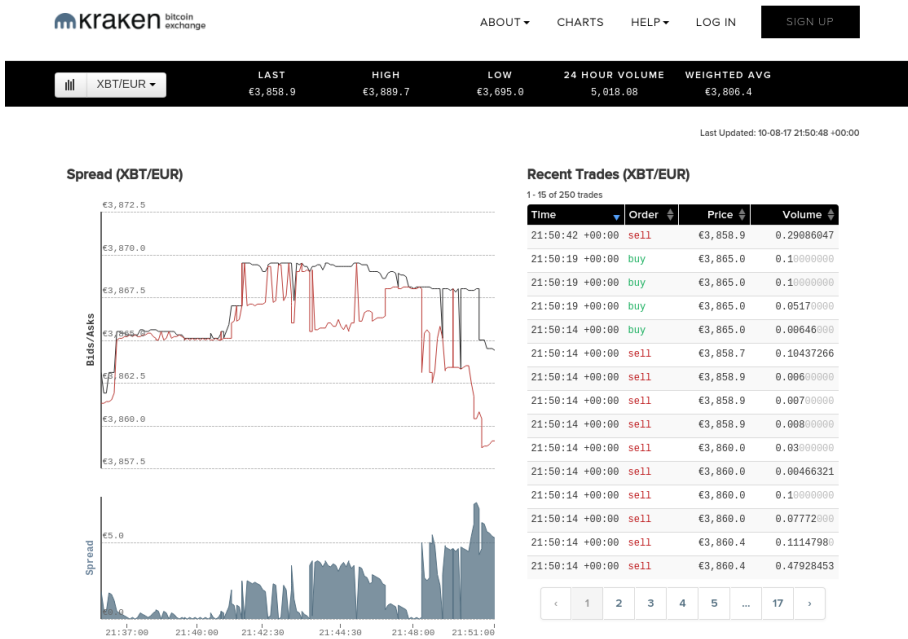 kraken bitcoin exchange
ABOUT CHARTS HELP LOG IN SIGN UP
XBT/EUR
LAST HIGH LOW 24 HOUR VOLUME WEIGHTED AVG
€3,858.9 €3,889.7 €3,695.0 5,018.08 €3,806.4
Last Updated: 10-08-17 21:50:48 +00:00
Spread (XBT/EUR)
€3,872.5
€3,870.0
€3,867.5
€3,865.0
€3,862.5
€3,860.0
€3,857.5
Bids/Asks
€5.0
€0.0
Spread
21:37:00 21:40:00 21:42:30 21:44:30 21:48:00 21:51:00
Recent Trades (XBT/EUR)
1 - 15 of 250 trades
Time Order Price Volume
21:50:42 +00:00 sell €3,858.9 0.29086047
21:50:19 +00:00 buy €3,865.0 0.10000000
21:50:19 +00:00 buy €3,865.0 0.10000000
21:50:19 +00:00 buy €3,865.0 0.05170000
21:50:14 +00:00 buy €3,865.0 0.00646000
21:50:14 +00:00 sell €3,858.7 0.10437266
21:50:14 +00:00 sell €3,858.9 0.00600000
21:50:14 +00:00 sell €3,858.9 0.00700000
21:50:14 +00:00 sell €3,858.9 0.00800000
21:50:14 +00:00 sell €3,860.0 0.03000000
21:50:14 +00:00 sell €3,860.0 0.00466321
21:50:14 +00:00 sell €3,860.0 0.10000000
21:50:14 +00:00 sell €3,860.0 0.07772000
21:50:14 +00:00 sell €3,860.4 0.11147980
21:50:14 +00:00 sell €3,860.4 0.47928453
‹ 1 2 3 4 5 ... 17 ›